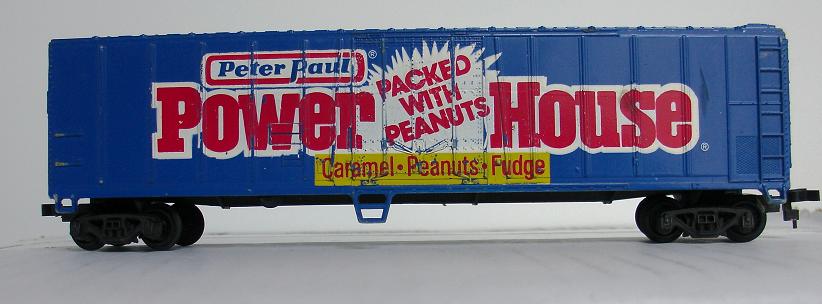 Peter Paul®
PACKED
WITH
PEANUTS
Power House®
Caramel · Peanuts · Fudge